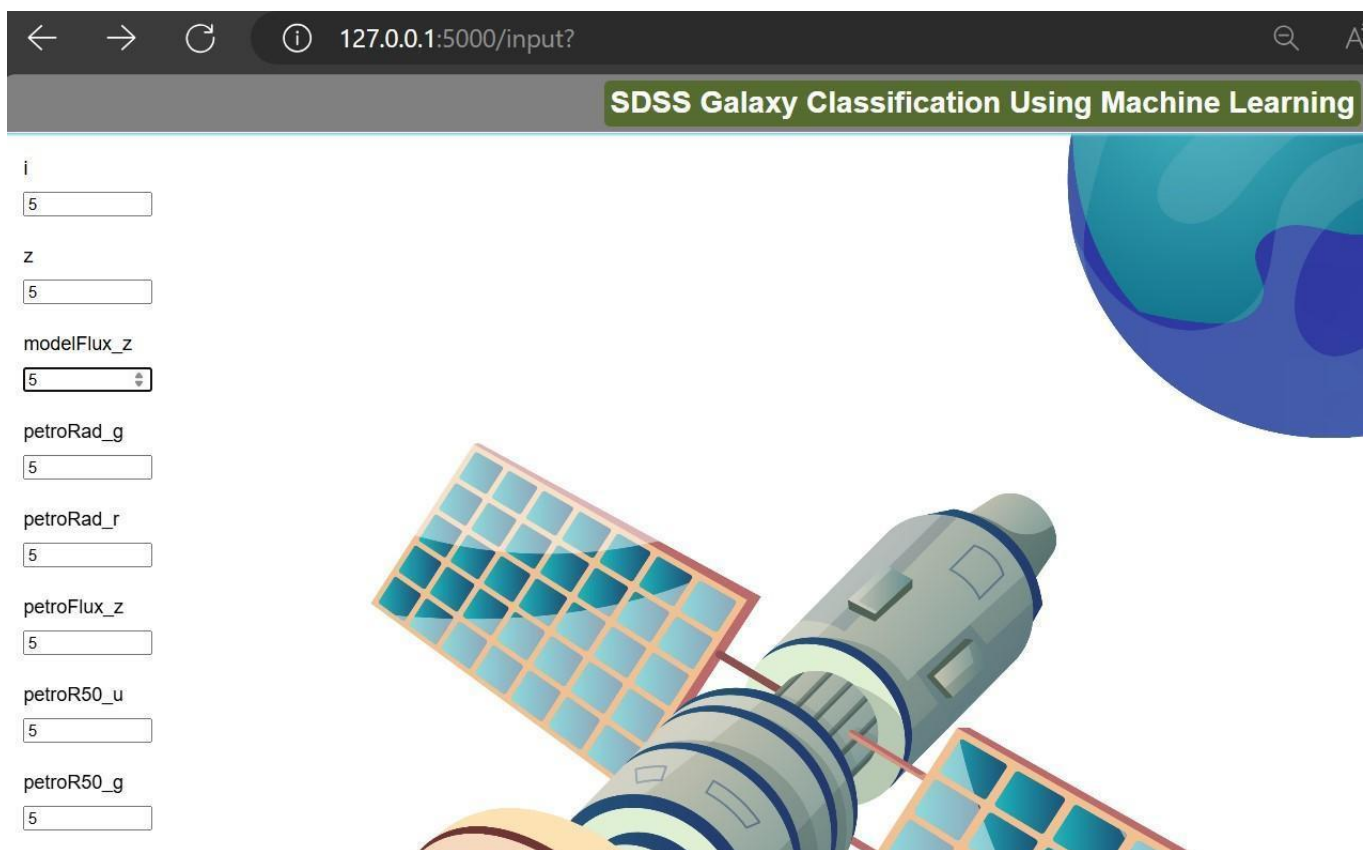 127.0.0.1:5000/input?
SDSS Galaxy Classification Using Machine Learning
i
5
z
5
modelFlux_z
5
petroRad_g
5
petroRad_r
5
petroFlux_z
5
petroR50_u
5
petroR50_g
5